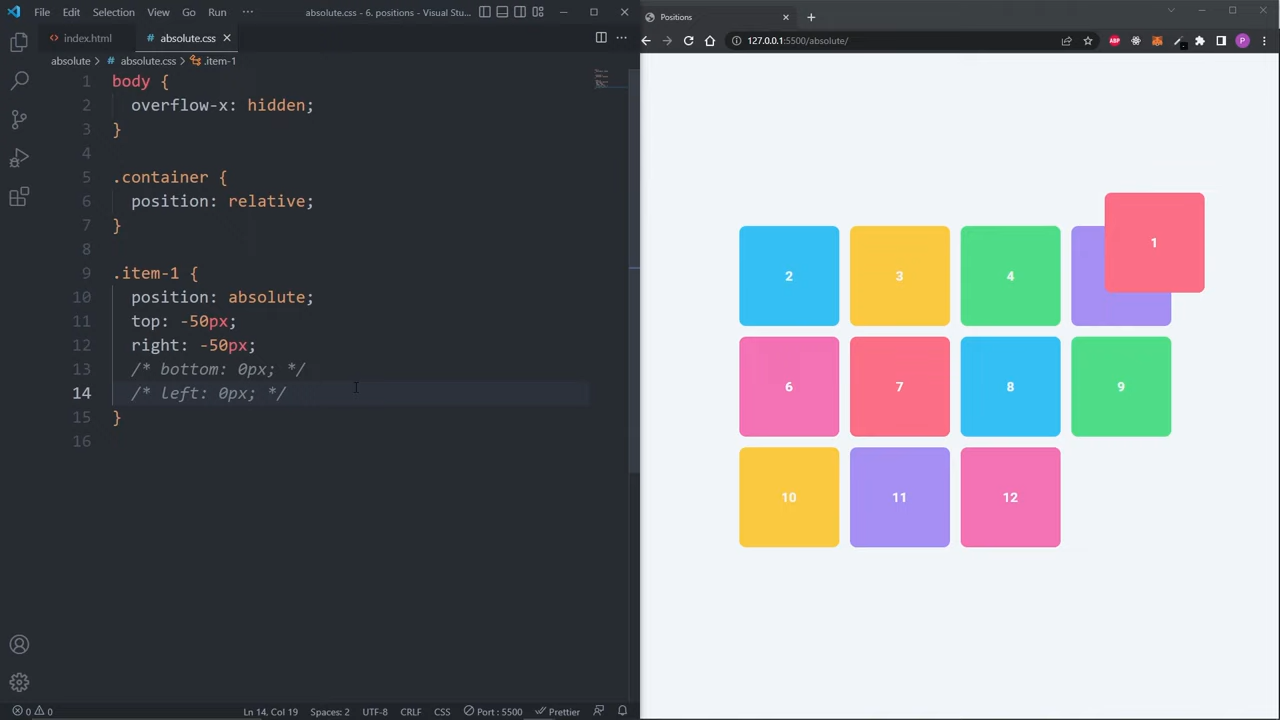 File Edit Selection View Go Run ··· absolute.css - 6. positions - Visual Stu...
index.html
# absolute.css
absolute > # absolute.css > .item-1
1 body {
2 overflow-x: hidden;
3 }
4
5 .container {
6 position: relative;
7 }
8
9 .item-1 {
10 position: absolute;
11 top: -50px;
12 right: -50px;
13 /* bottom: 0px; */
14 /* left: 0px; */
15 }
16
0 0 Ln 14, Col 19 Spaces: 2 UTF-8 CRLF CSS Port : 5500 Prettier
Positions
127.0.0.1:5500/absolute/
ABP
P
1
2 3 4
6 7 8 9
10 11 12